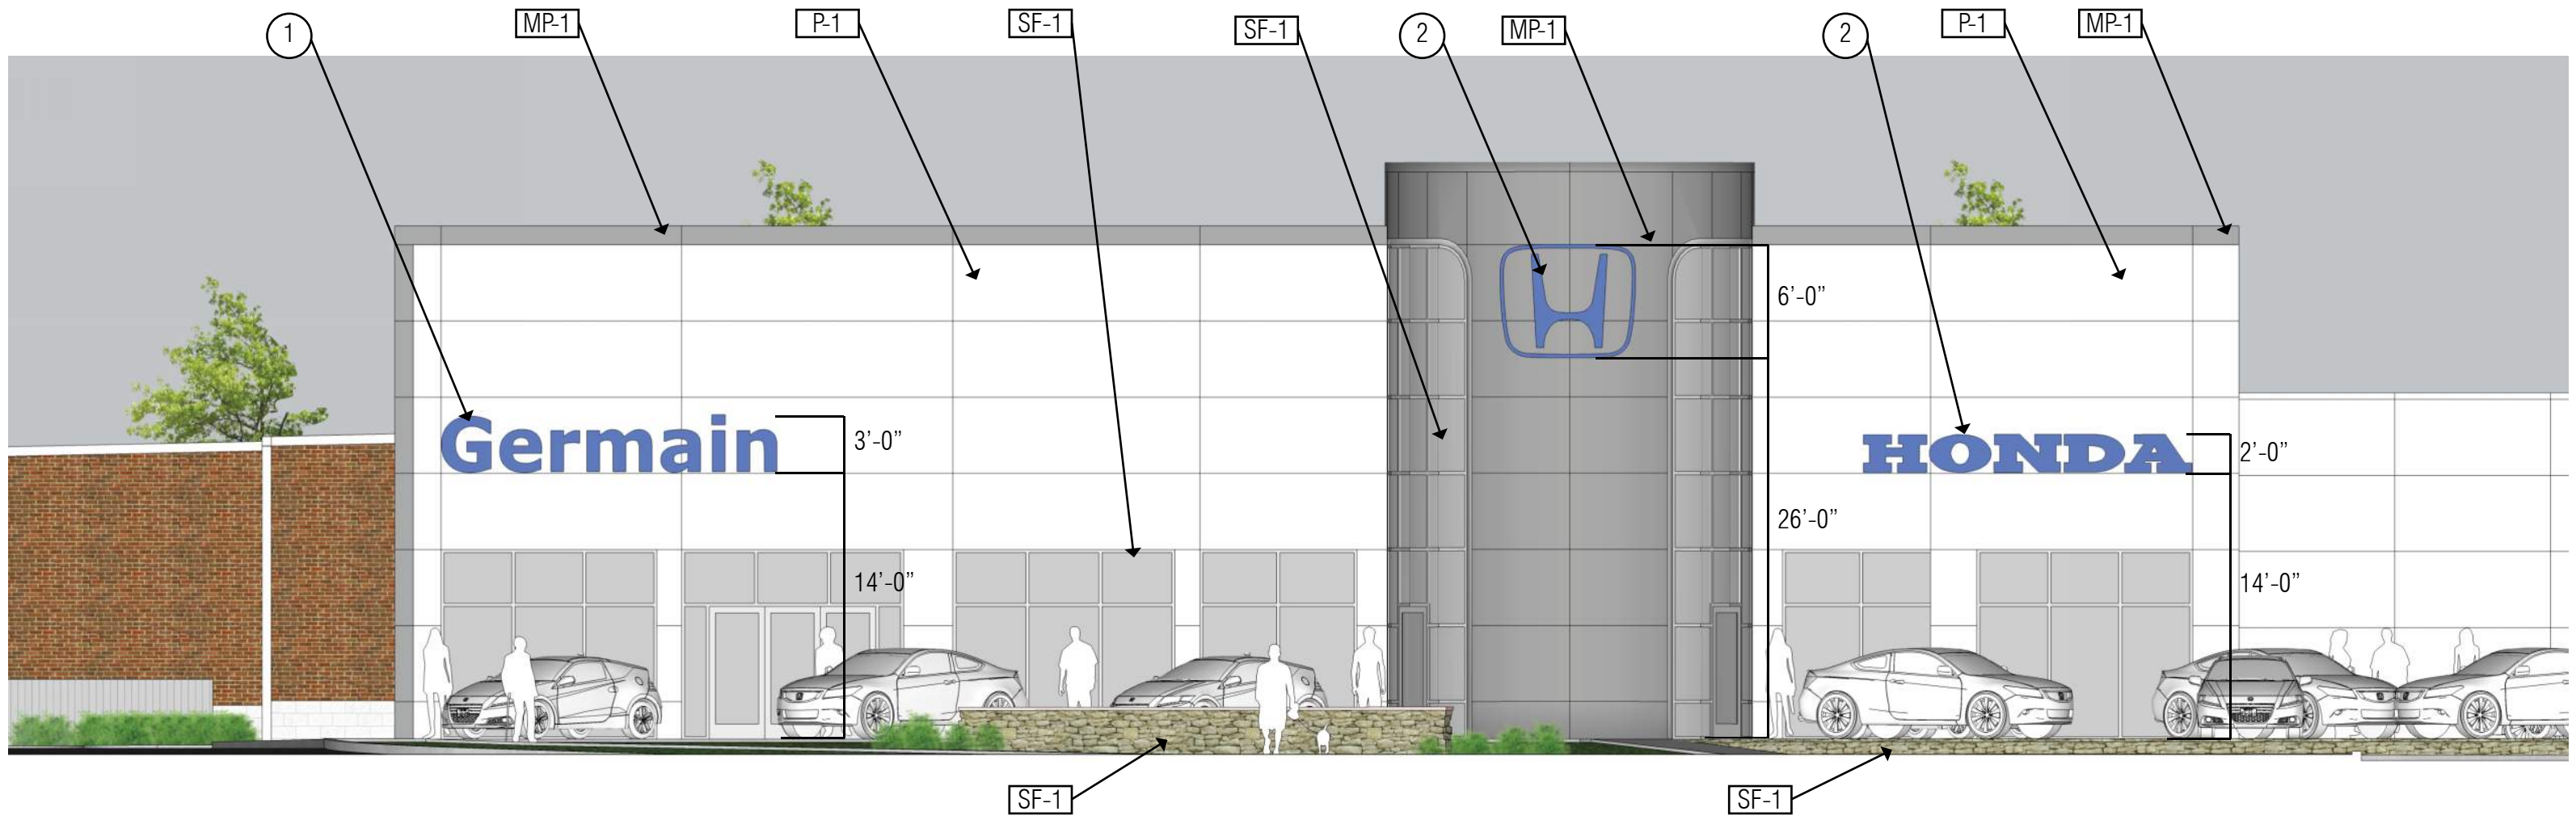 1
MP-1
P-1
SF-1
SF-1
2
MP-1
2
P-1
MP-1
6’-0”
Germain
3’-0”
HONDA
2’-0”
26’-0”
14’-0”
14’-0”
SF-1
SF-1